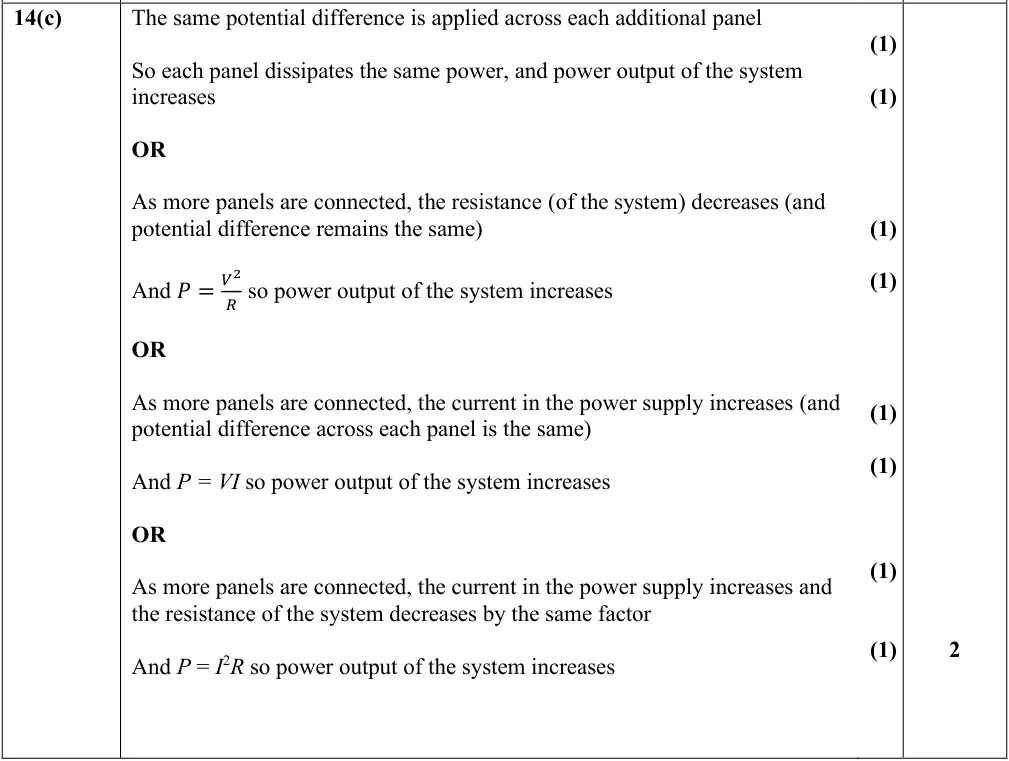 14(c)
The same potential difference is applied across each additional panel
(1)
So each panel dissipates the same power, and power output of the system
increases
(1)
OR
As more panels are connected, the resistance (of the system) decreases (and
potential difference remains the same)
(1)
And P = V²/R so power output of the system increases
(1)
OR
As more panels are connected, the current in the power supply increases (and
potential difference across each panel is the same)
(1)
And P = VI so power output of the system increases
(1)
OR
As more panels are connected, the current in the power supply increases and
the resistance of the system decreases by the same factor
(1)
And P = I²R so power output of the system increases
(1)
2